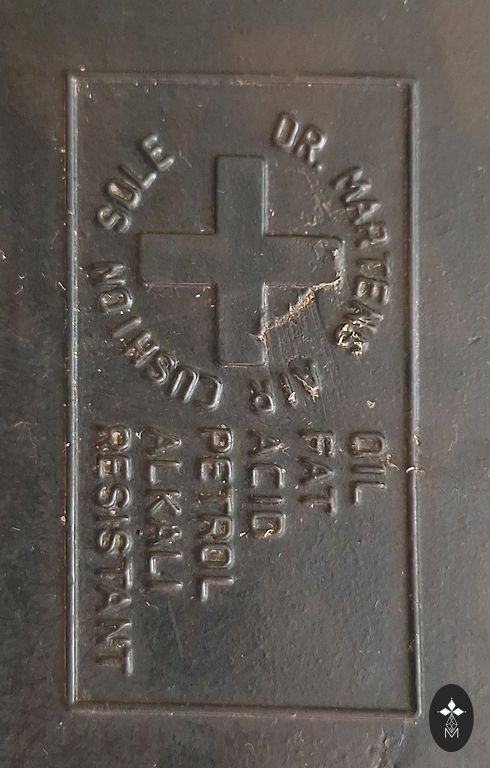 DR. MARTENS AIR CUSHION SOLE
OIL
FAT
ACID
PETROL
ALKALI
RESISTANT